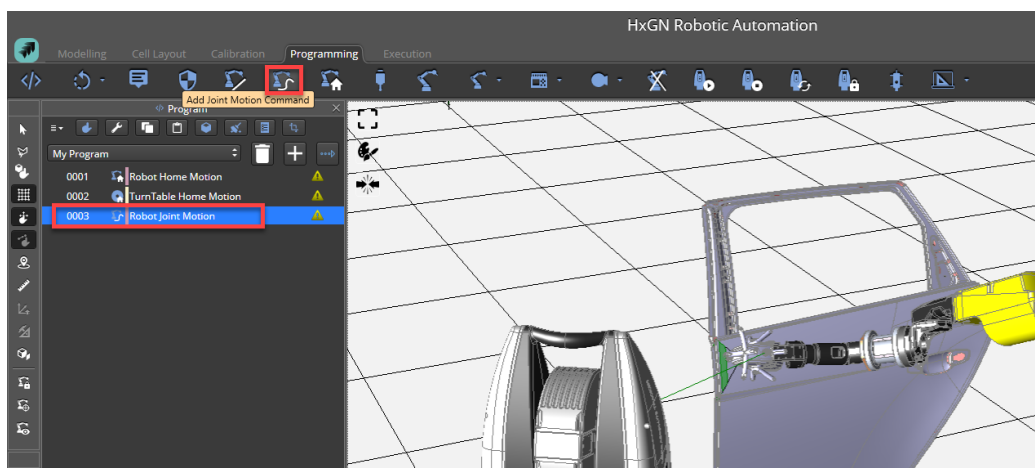 HxGN Robotic Automation
Modelling Cell Layout Calibration Programming Execution
Add Joint Motion Command
Program
My Program
0001 Robot Home Motion
0002 TurnTable Home Motion
0003 Robot Joint Motion